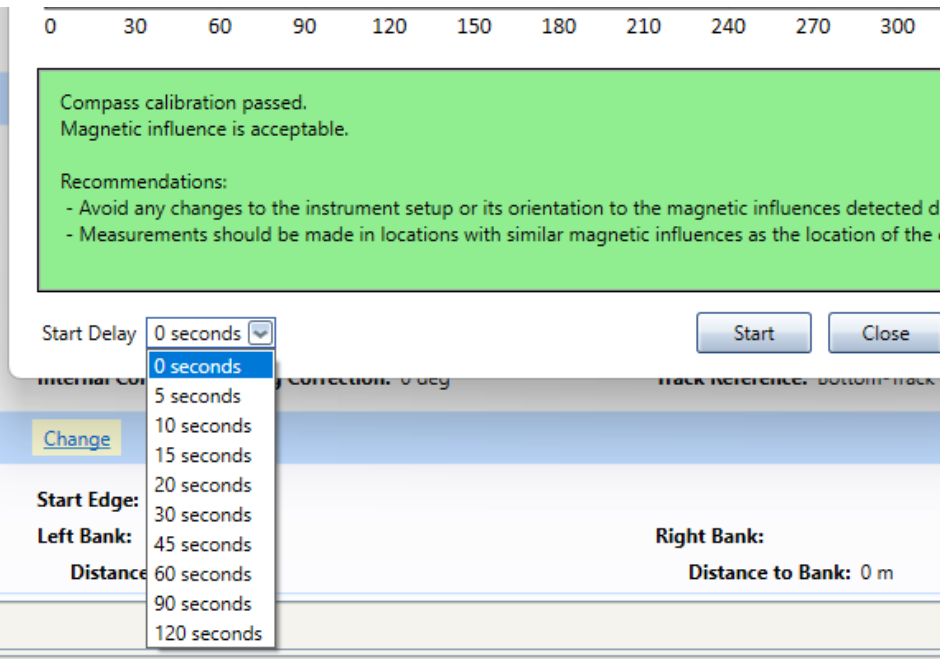 0 30 60 90 120 150 180 210 240 270 300
Compass calibration passed.
Magnetic influence is acceptable.
Recommendations:
- Avoid any changes to the instrument setup or its orientation to the magnetic influences detected d
- Measurements should be made in locations with similar magnetic influences as the location of the
Start Delay 0 seconds Start Close
0 seconds
5 seconds
10 seconds
15 seconds
20 seconds
30 seconds
45 seconds
60 seconds
90 seconds
120 seconds
Internal Correction: 0 deg Track Reference: Bottom-Track
Change
Start Edge:
Left Bank: Right Bank:
Distance Distance to Bank: 0 m